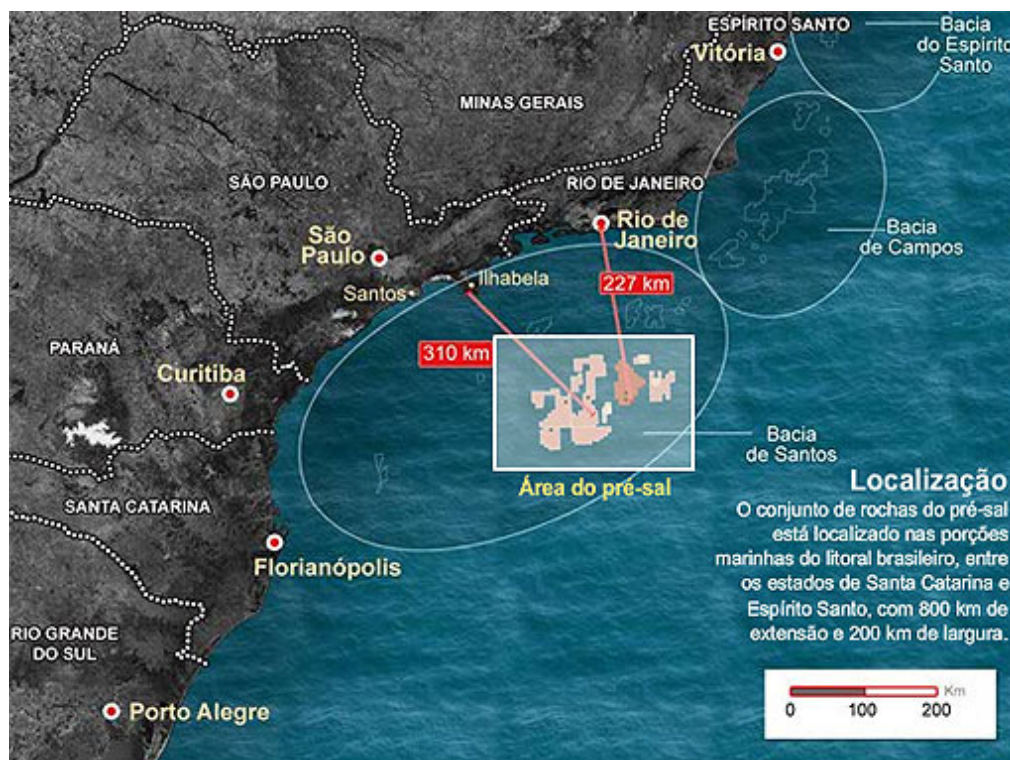 ESPÍRITO SANTO
Vitória
Bacia
do Espírito
Santo
MINAS GERAIS
SÃO PAULO
RIO DE JANEIRO
Rio de
Janeiro
Bacia
de Campos
São
Paulo
Ilhabela
Santos
227 km
310 km
PARANÁ
Curitiba
Bacia
de Santos
Área do pré-sal
SANTA CATARINA
Florianópolis
Localização
O conjunto de rochas do pré-sal
está localizado nas porções
marinhas do litoral brasileiro, entre
os estados de Santa Catarina e
Espírito Santo, com 800 km de
extensão e 200 km de largura.
RIO GRANDE
DO SUL
Porto Alegre
Km
0 100 200